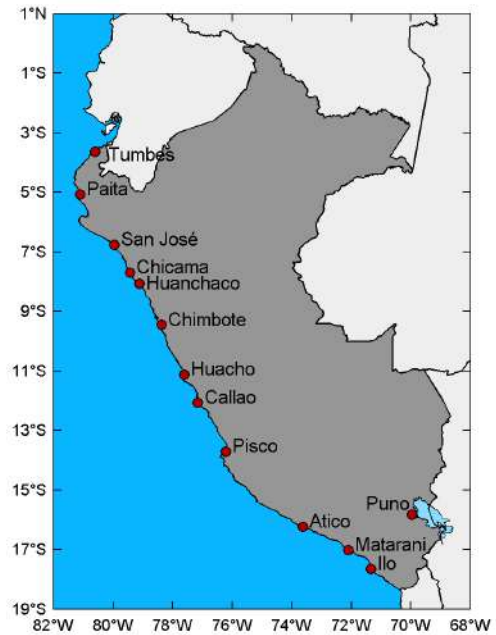 1°N
1°S
3°S
Tumbes
5°S
Paita
San José
7°S
Chicama
Huanchaco
9°S
Chimbote
11°S
Huacho
Callao
13°S
Pisco
15°S
Puno
Atico
17°S
Matarani
Ilo
19°S
82°W 80°W 78°W 76°W 74°W 72°W 70°W 68°W